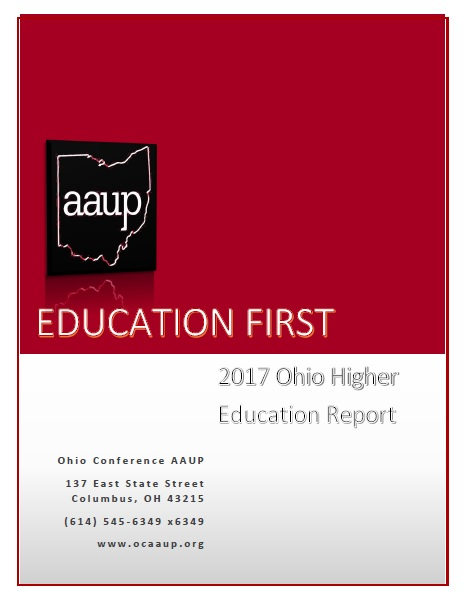 aaup
EDUCATION FIRST
2017 Ohio Higher
Education Report
Ohio Conference AAUP
137 East State Street
Columbus, OH 43215
(614) 545-6349 x6349
www.ocaaup.org